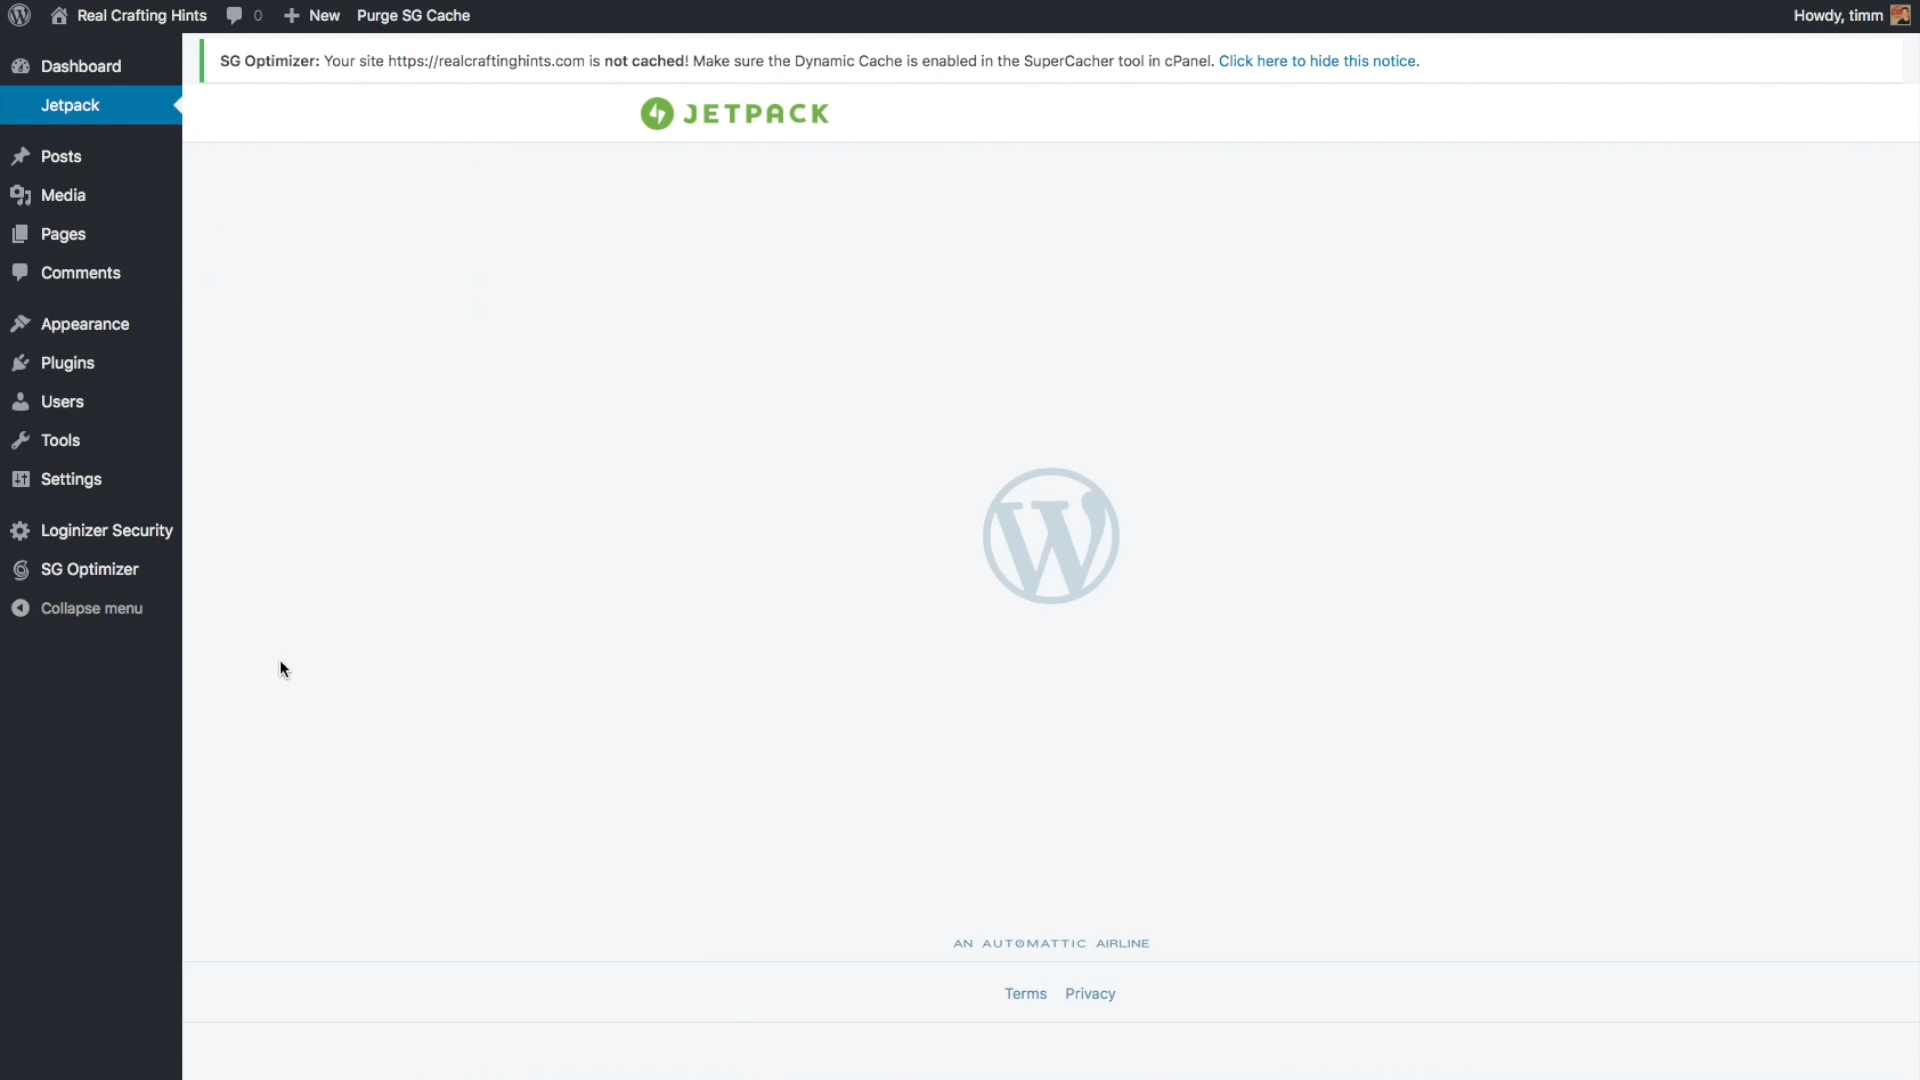 Real Crafting Hints 0 New Purge SG Cache Howdy, timm
SG Optimizer: Your site https://realcraftinghints.com is not cached! Make sure the Dynamic Cache is enabled in the SuperCacher tool in cPanel. Click here to hide this notice.
JETPACK
Dashboard
Jetpack
Posts
Media
Pages
Comments
Appearance
Plugins
Users
Tools
Settings
Loginizer Security
SG Optimizer
Collapse menu
AN AUTOMATTIC AIRLINE
Terms Privacy